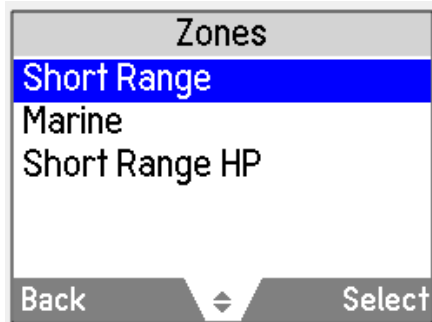 Zones
Short Range
Marine
Short Range HP
Back Select